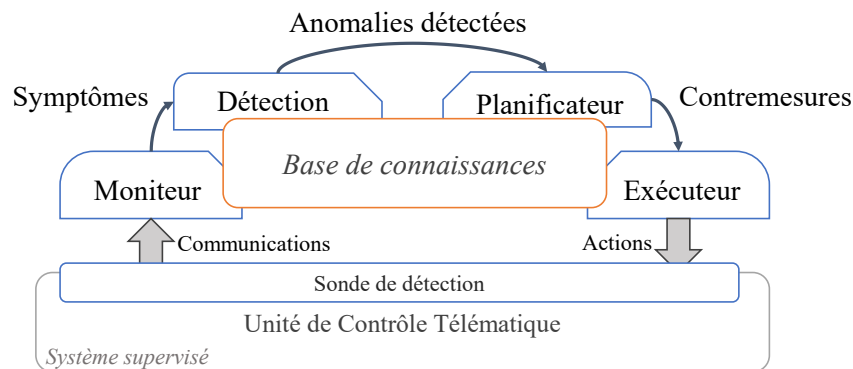 Anomalies détectées
Symptômes
Détection
Planificateur
Contremesures
Base de connaissances
Moniteur
Exécuteur
Communications
Actions
Sonde de détection
Unité de Contrôle Télématique
Système supervisé